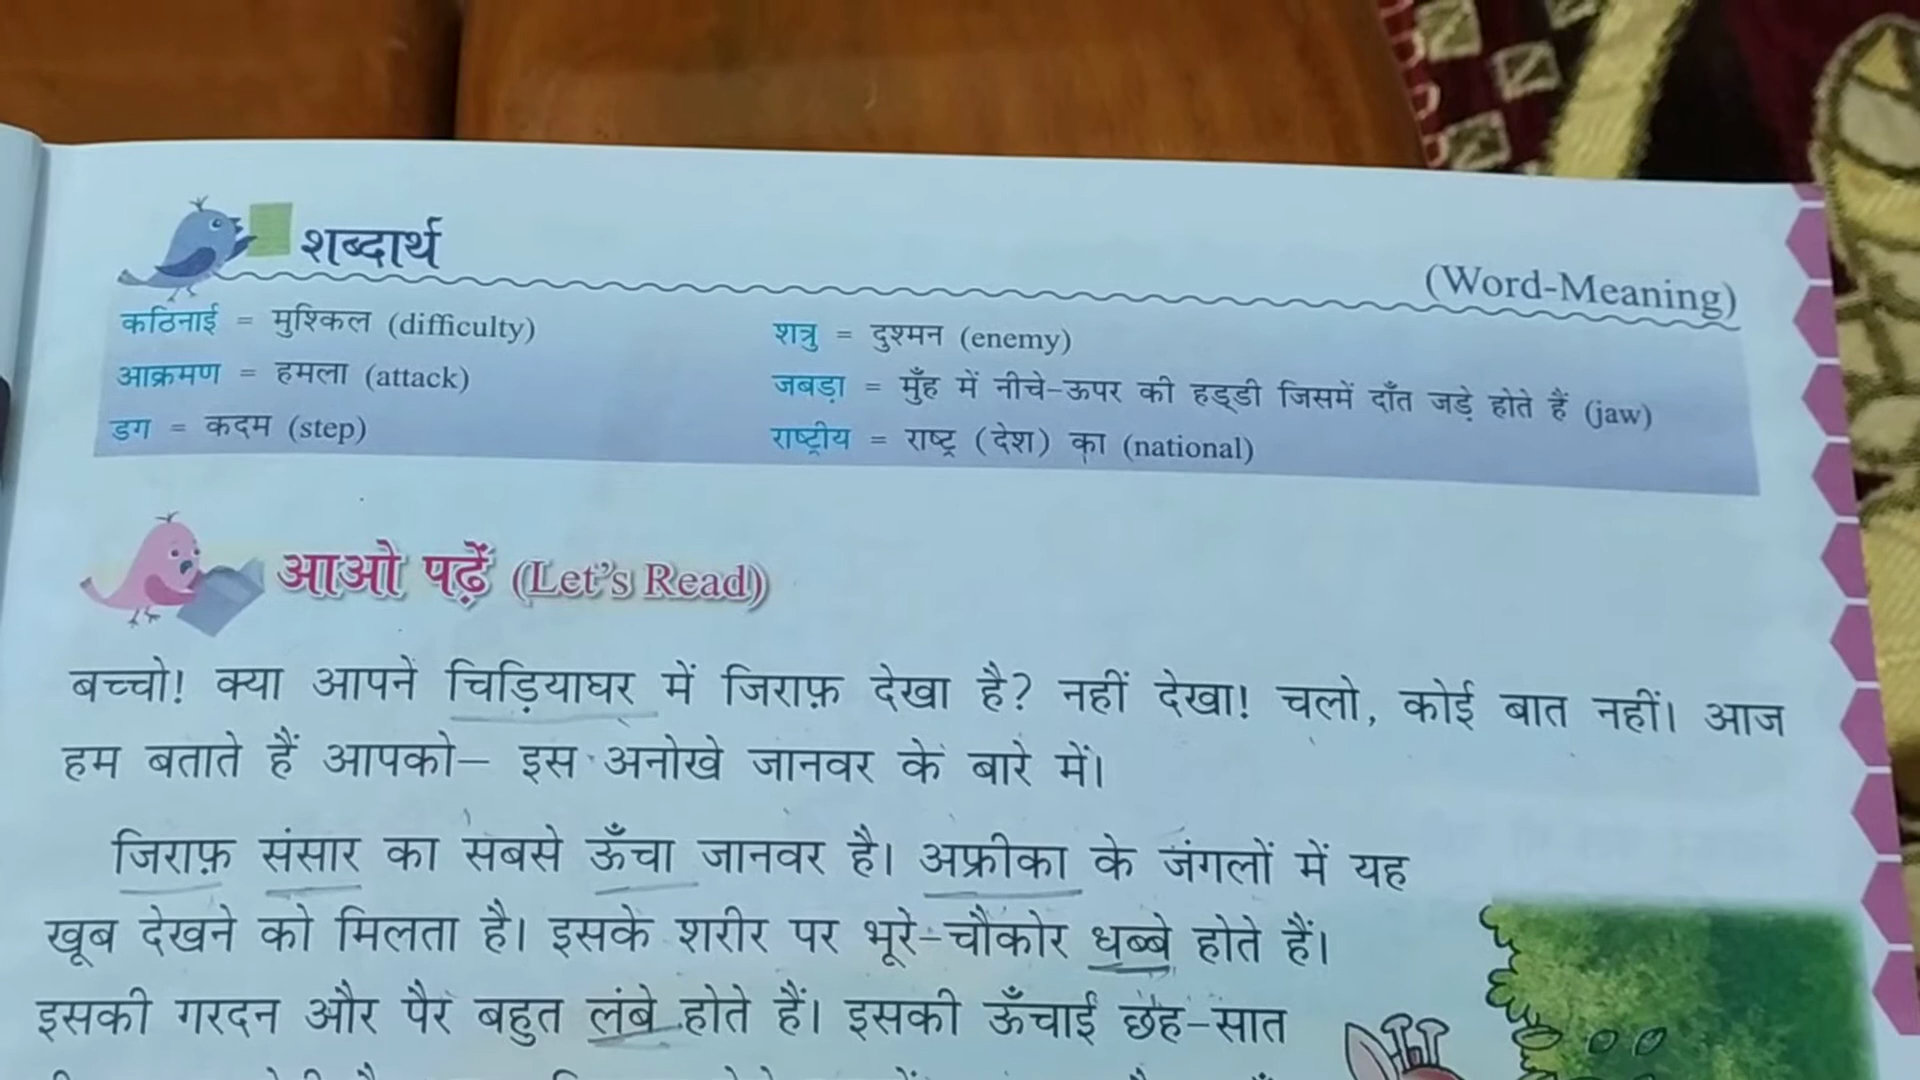 शब्दार्थ
(Word-Meaning)
कठिनाई = मुश्किल (difficulty)
शत्रु = दुश्मन (enemy)
आक्रमण = हमला (attack)
जबड़ा = मुँह में नीचे-ऊपर की हड्डी जिसमें दाँत जड़े होते हैं (jaw)
डग = कदम (step)
राष्ट्रीय = राष्ट्र (देश) का (national)
आओ पढ़ें (Let's Read)
बच्चो! क्या आपने चिड़ियाघर में जिराफ़ देखा है? नहीं देखा! चलो, कोई बात नहीं। आज
हम बताते हैं आपको– इस अनोखे जानवर के बारे में।
जिराफ़ संसार का सबसे ऊँचा जानवर है। अफ्रीका के जंगलों में यह
खूब देखने को मिलता है। इसके शरीर पर भूरे-चौकोर धब्बे होते हैं।
इसकी गरदन और पैर बहुत लंबे होते हैं। इसकी ऊँचाई छह-सात